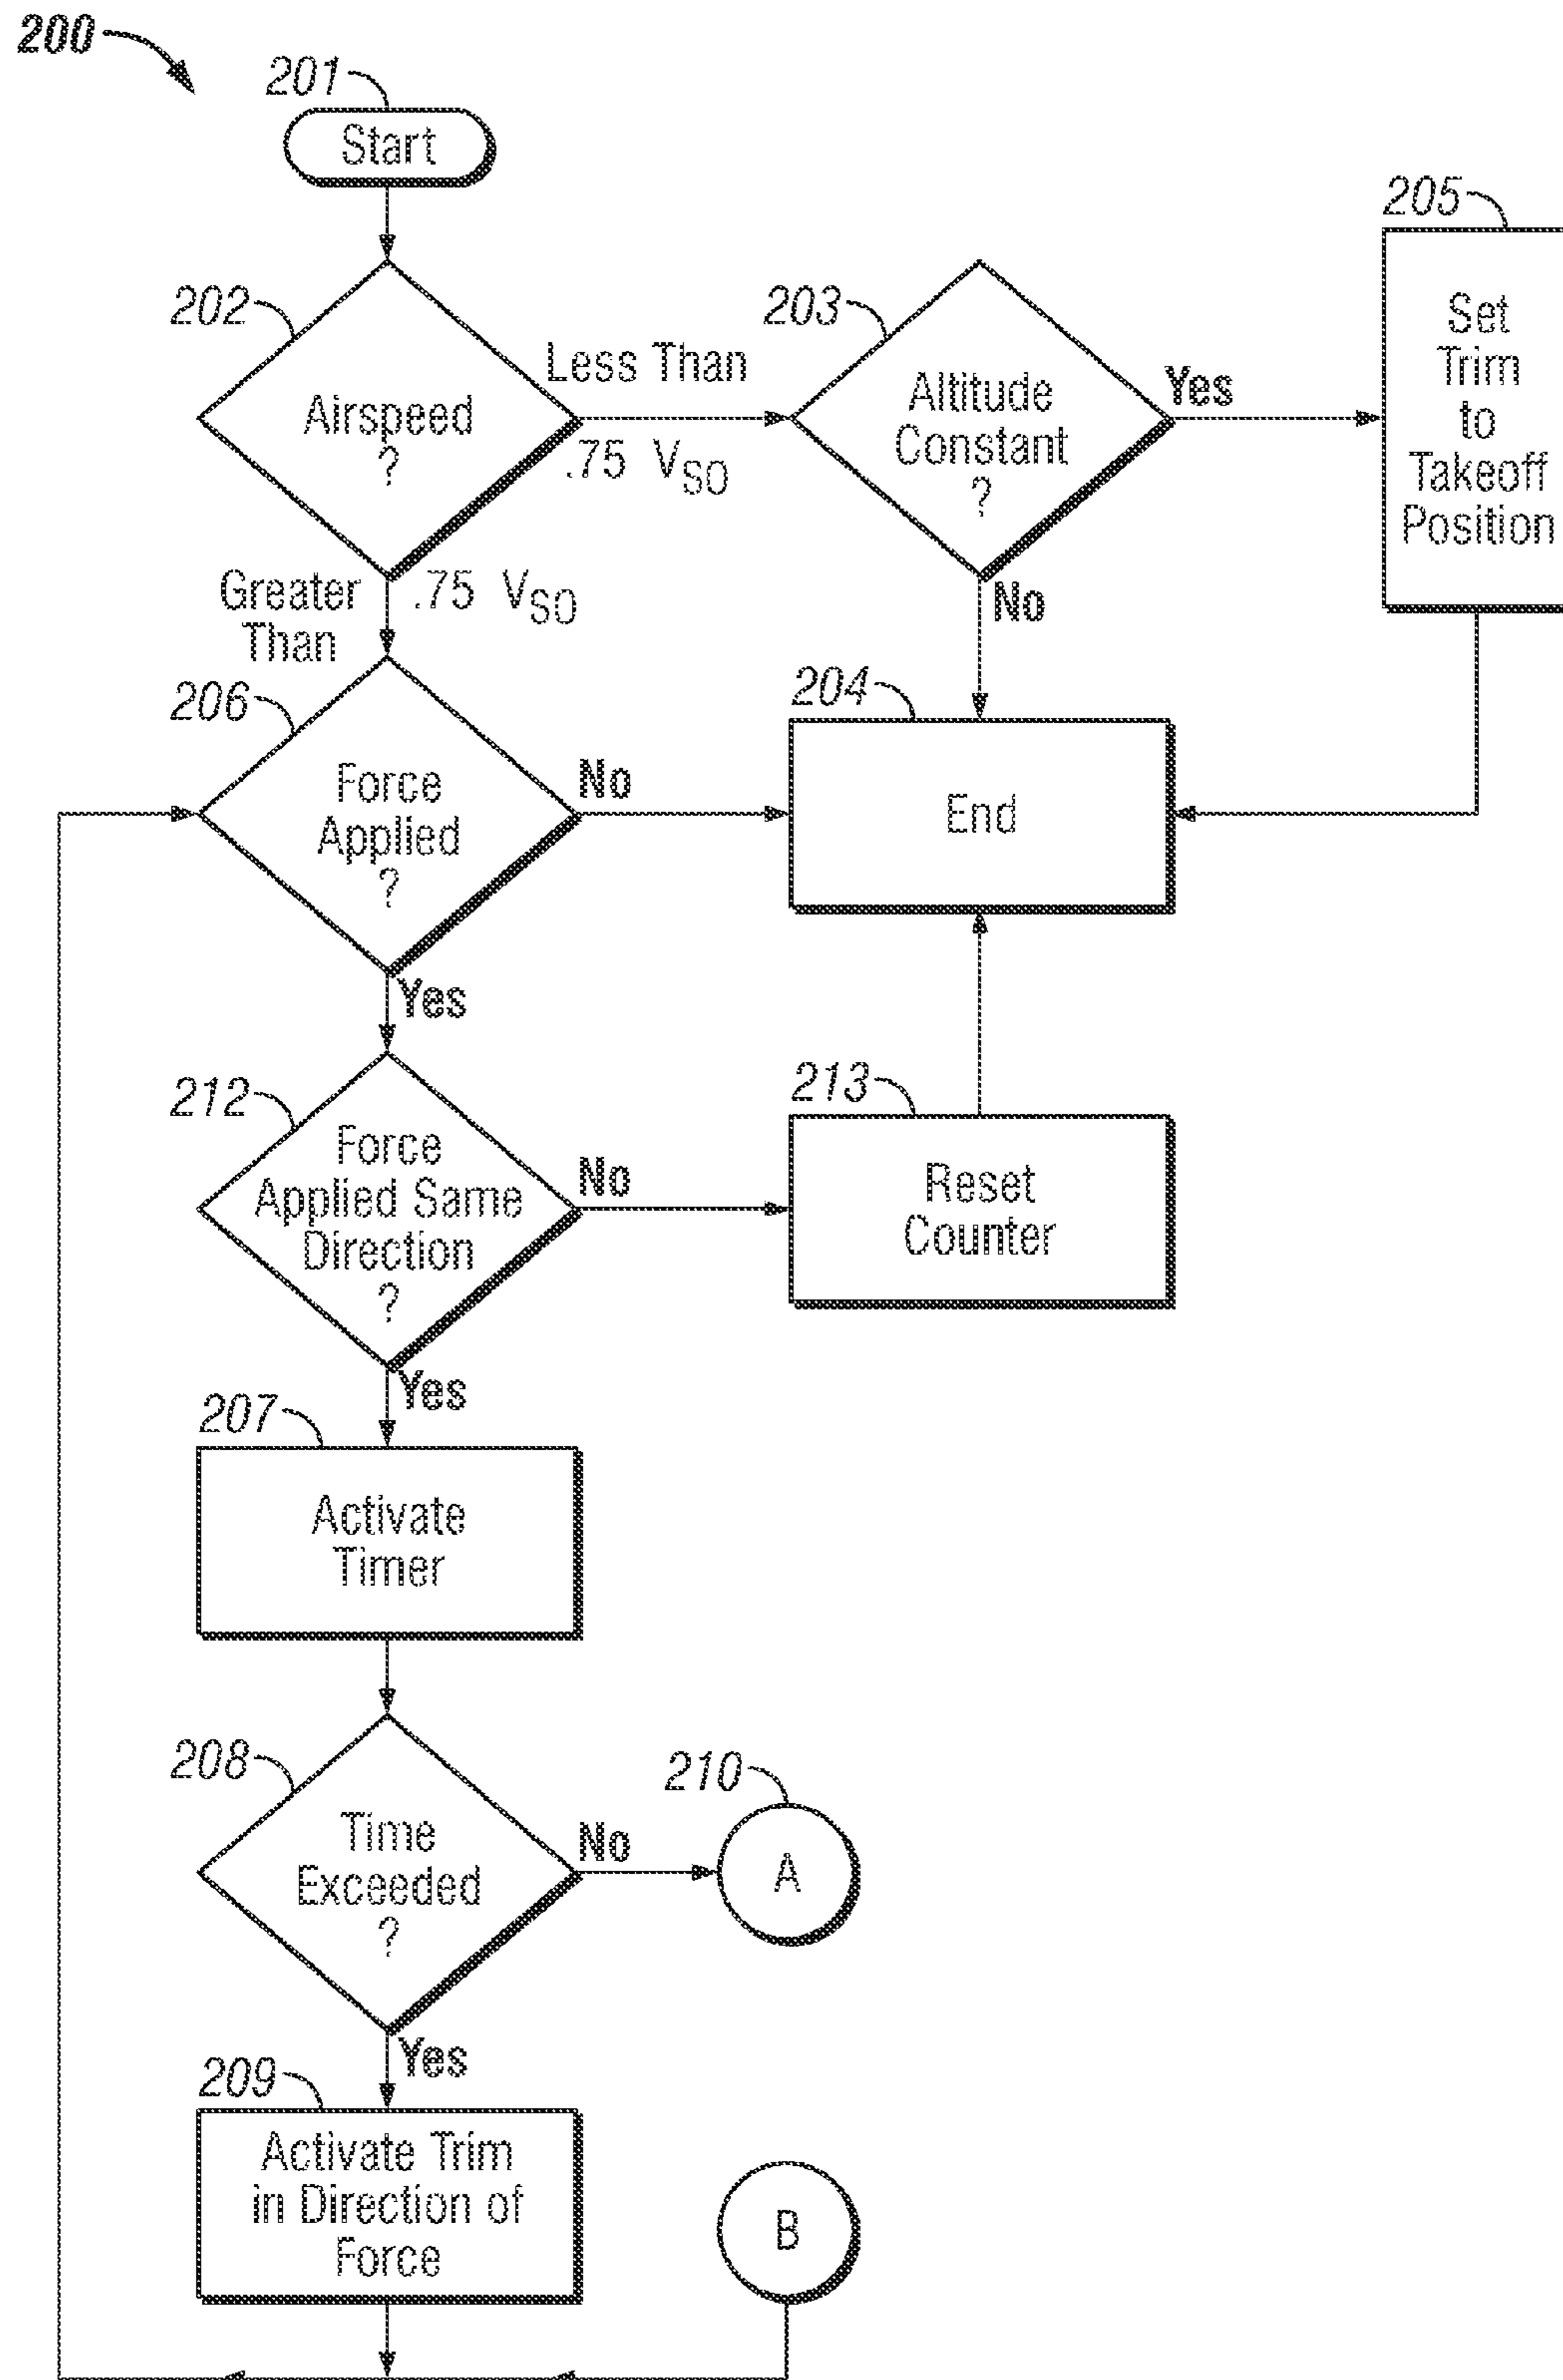 200
201
Start
202
Airspeed
?
Less Than
.75 VSO
203
Altitude
Constant
?
Yes
205
Set
Trim
to
Takeoff
Position
Greater
Than
.75 VSO
No
206
Force
Applied
?
No
204
End
Yes
212
Force
Applied Same
Direction
?
No
213
Reset
Counter
Yes
207
Activate
Timer
208
Time
Exceeded
?
No
210
A
Yes
209
Activate Trim
in Direction of
Force
B